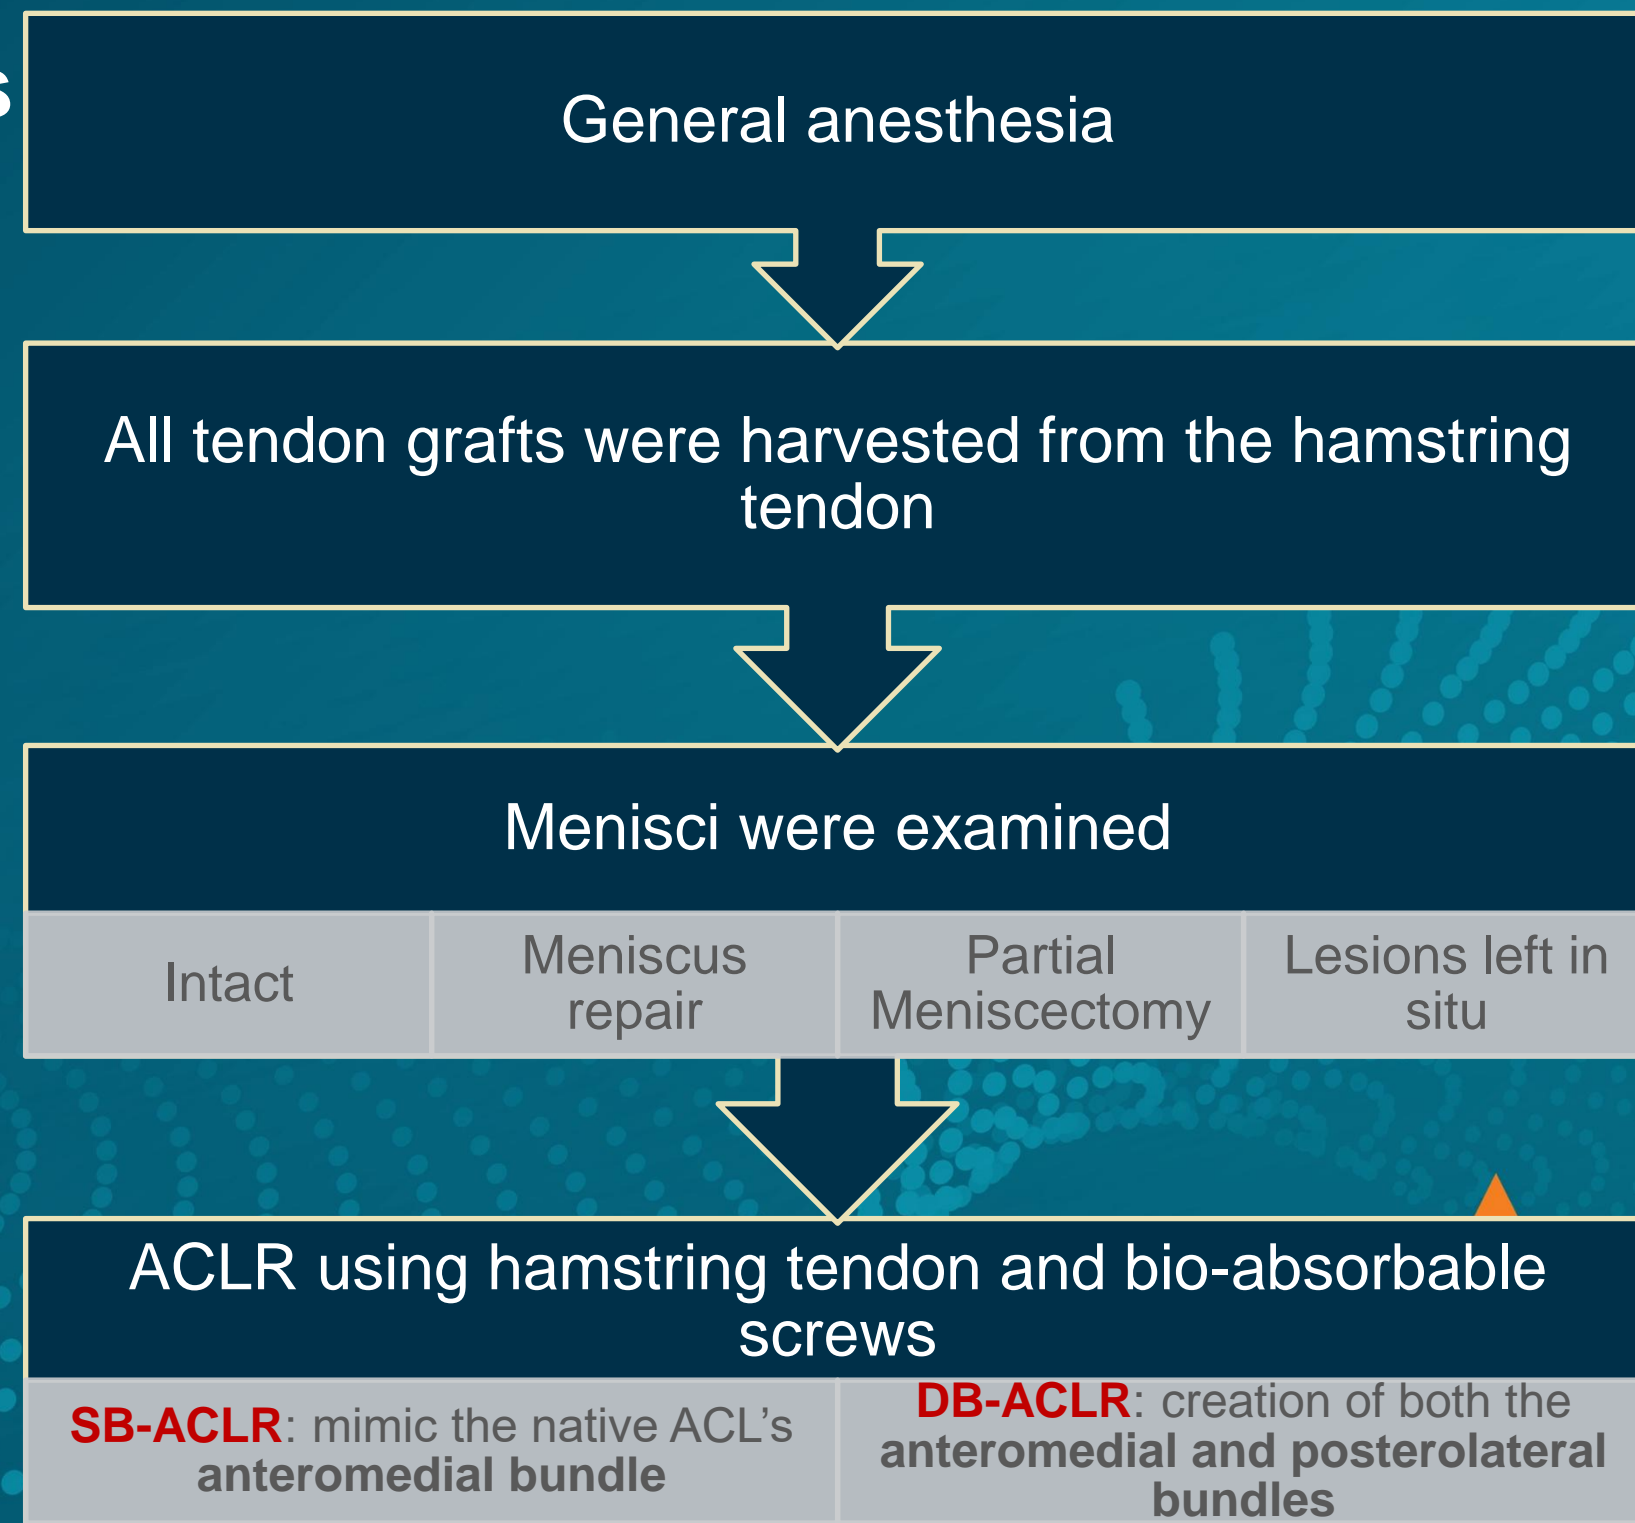 s
General anesthesia
All tendon grafts were harvested from the hamstring
tendon
Menisci were examined
Intact
Meniscus
repair
Partial
Meniscectomy
Lesions left in
situ
ACLR using hamstring tendon and bio-absorbable
screws
SB-ACLR: mimic the native ACL’s
anteromedial bundle
DB-ACLR: creation of both the
anteromedial and posterolateral
bundles